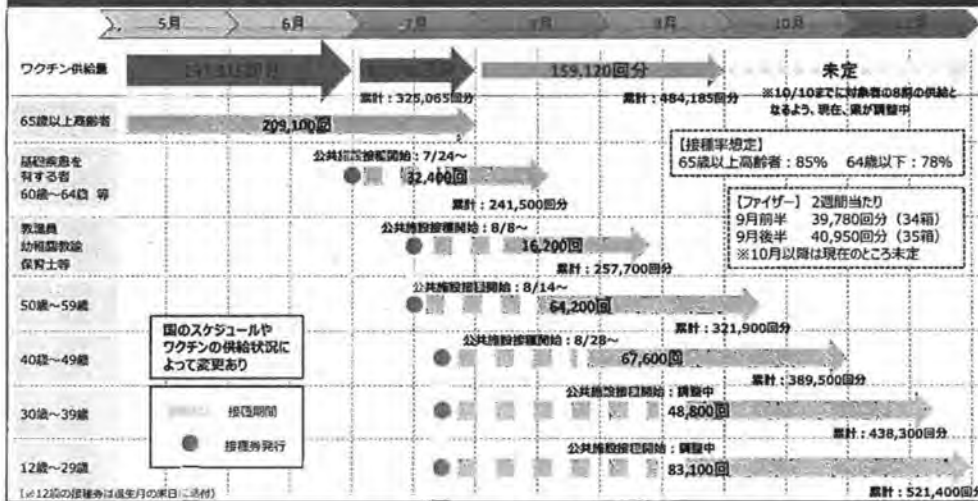 5月 6月 7月 8月 9月 10月
ワクチン供給量
159,120回分
未定
累計：325,065回分
累計：484,185回分
※10/10までに対象者の8割の供給と
なるよう、現在、県が調整中
65歳以上高齢者
209,100回
【接種率想定】
65歳以上高齢者：85% 64歳以下：78%
基礎疾患を
有する者
60歳～64歳 等
公共施設接種開始：7/24～
32,400回
累計：241,500回分
【ファイザー】 2週間当たり
9月前半 39,780回分（34箱）
9月後半 40,950回分（35箱）
※10月以降は現在のところ未定
教職員
幼稚園教諭
保育士等
公共施設接種開始：8/8～
16,200回
累計：257,700回分
50歳～59歳
公共施設接種開始：8/14～
64,200回
累計：321,900回分
国のスケジュールや
ワクチンの供給状況に
よって変更あり
40歳～49歳
公共施設接種開始：8/28～
67,600回
累計：389,500回分
接種期間
接種券発行
30歳～39歳
公共施設接種開始：調整中
48,800回
累計：438,300回分
12歳～29歳
公共施設接種開始：調整中
83,100回
累計：521,400回分
（※12歳の接種券は誕生月の末日に送付）